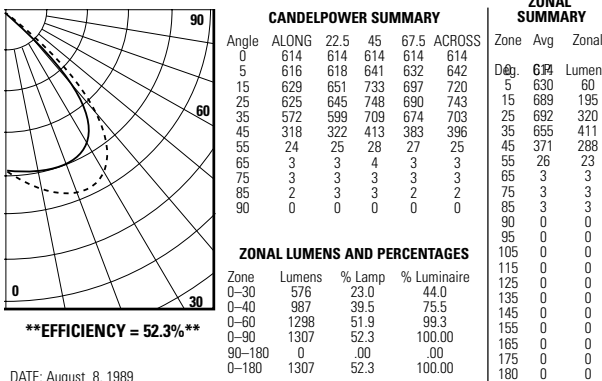 90
60
30
0
**EFFICIENCY = 52.3%**
DATE: August 8, 1989
CANDELPOWER SUMMARY
Angle ALONG 22.5 45 67.5 ACROSS
0 614 614 614 614 614
5 616 618 641 632 642
15 629 651 733 697 720
25 625 645 748 690 743
35 572 599 709 674 703
45 318 322 413 383 396
55 24 25 28 27 25
65 3 3 4 3 3
75 3 3 3 3 3
85 2 3 3 2 2
90 0 0 0 0 0
ZONAL LUMENS AND PERCENTAGES
Zone Lumens % Lamp % Luminaire
0–30 576 23.0 44.0
0–40 987 39.5 75.5
0–60 1298 51.9 99.3
0–90 1307 52.3 100.00
90–180 0 .00 .00
0–180 1307 52.3 100.00
ZONAL
SUMMARY
Zone Avg Zonal
Deg. C.P. Lumen
0 614
5 630 60
15 689 195
25 692 320
35 655 411
45 371 288
55 26 23
65 3 3
75 3 3
85 3 3
90 0 0
95 0 0
105 0 0
115 0 0
125 0 0
135 0 0
145 0 0
155 0 0
165 0 0
175 0 0
180 0 0